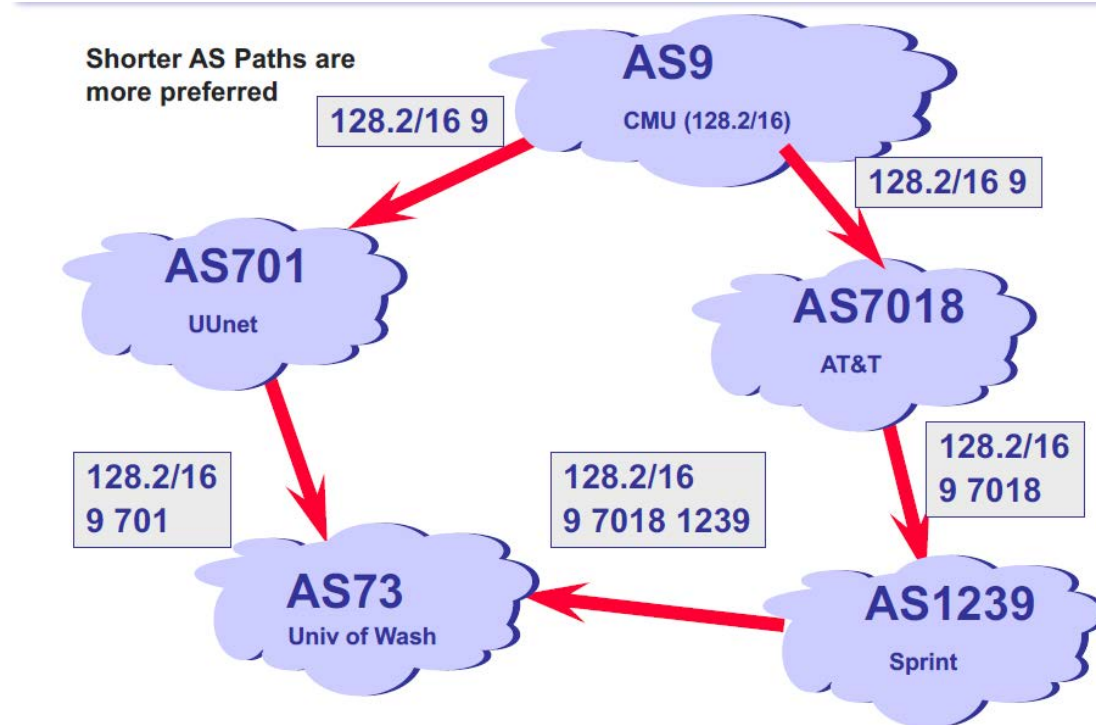 Shorter AS Paths are
more preferred
AS9
CMU (128.2/16)
128.2/16 9
128.2/16 9
AS701
UUnet
AS7018
AT&T
128.2/16
9 701
128.2/16
9 7018 1239
128.2/16
9 7018
AS73
Univ of Wash
AS1239
Sprint